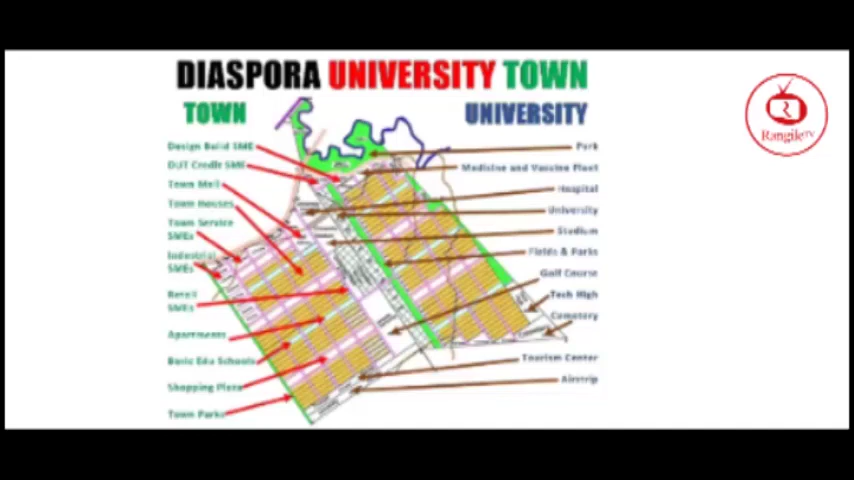 DIASPORA UNIVERSITY TOWN
TOWN
UNIVERSITY
Design Build SME
DUT Credit SME
Town Mall
Town Houses
Town Service
SMEs
Industrial
SMEs
Retail
SMEs
Apartments
Basic Edu Schools
Shopping Plaza
Town Parks
Park
Medicine and Vaccine Plant
Hospital
University
Stadium
Fields & Parks
Golf Course
Tech High
Cemetery
Tourism Center
Airstrip
Rangile TV